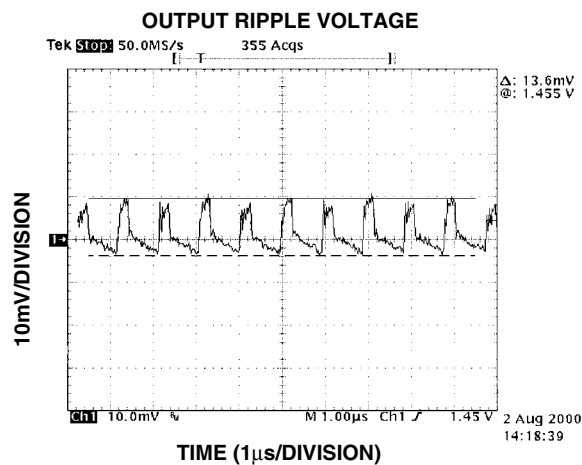 OUTPUT RIPPLE VOLTAGE
Tek Stop: 50.0MS/s 355 Acqs
[ T ]
Δ: 13.6mV
@: 1.455 V
1→
10mV/DIVISION
Ch1 10.0mV M 1.00µs Ch1 1.45 V
2 Aug 2000
14:18:39
TIME (1µs/DIVISION)